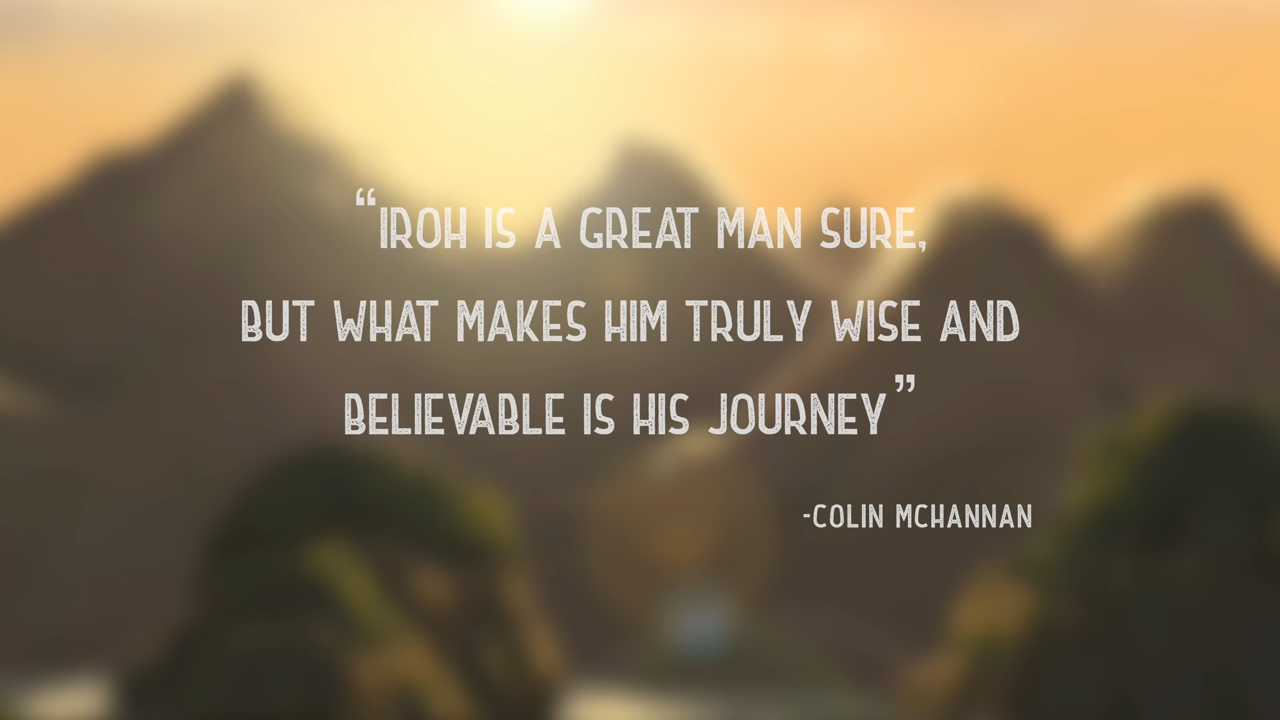 “IROH IS A GREAT MAN SURE,
BUT WHAT MAKES HIM TRULY WISE AND
BELIEVABLE IS HIS JOURNEY”
-COLIN MCHANNAN